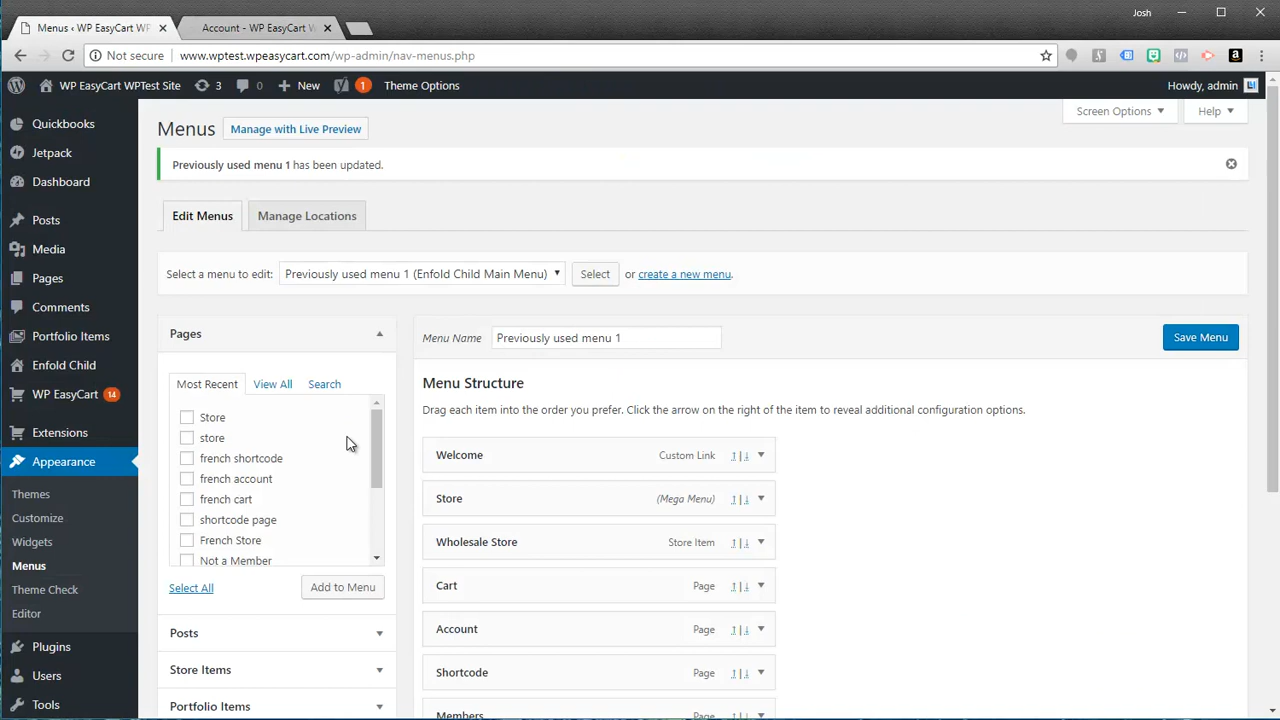 Josh
Menus ‹ WP EasyCart WP
Account - WP EasyCart W
Not secure
www.wptest.wpeasycart.com/wp-admin/nav-menus.php
WP EasyCart WPTest Site
3
0
New
1
Theme Options
Howdy, admin
Quickbooks
Jetpack
Dashboard
Posts
Media
Pages
Comments
Portfolio Items
Enfold Child
WP EasyCart 14
Extensions
Appearance
Themes
Customize
Widgets
Menus
Theme Check
Editor
Plugins
Users
Tools
Screen Options
Help
Menus
Manage with Live Preview
Previously used menu 1 has been updated.
Edit Menus
Manage Locations
Select a menu to edit:
Previously used menu 1 (Enfold Child Main Menu)
Select
or create a new menu.
Pages
Most Recent
View All
Search
Store
store
french shortcode
french account
french cart
shortcode page
French Store
Not a Member
Select All
Add to Menu
Posts
Store Items
Portfolio Items
Menu Name
Previously used menu 1
Save Menu
Menu Structure
Drag each item into the order you prefer. Click the arrow on the right of the item to reveal additional configuration options.
Welcome
Custom Link
↑|↓
Store
(Mega Menu)
↑|↓
Wholesale Store
Store Item
↑|↓
Cart
Page
↑|↓
Account
Page
↑|↓
Shortcode
Page
↑|↓
Members
Page
↑|↓